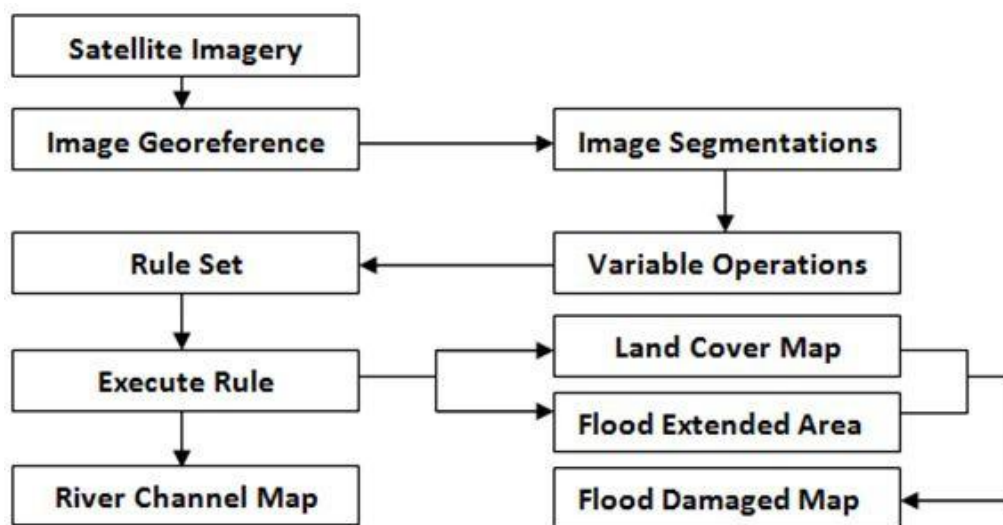 Satellite Imagery
Image Georeference
Image Segmentations
Rule Set
Variable Operations
Land Cover Map
Execute Rule
Flood Extended Area
River Channel Map
Flood Damaged Map